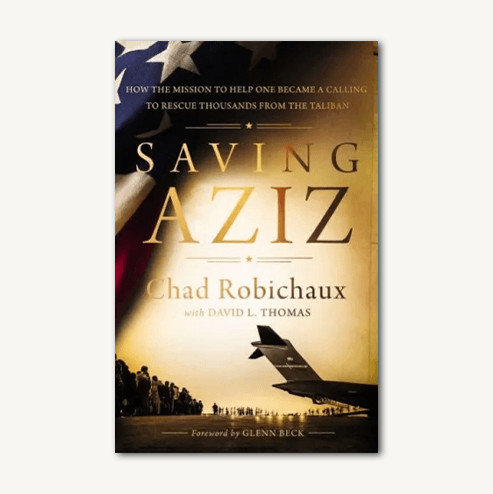 HOW THE MISSION TO HELP ONE BECAME A CALLING
TO RESCUE THOUSANDS FROM THE TALIBAN
SAVING
AZIZ
Chad Robichaux
with DAVID L. THOMAS
Foreword by GLENN BECK